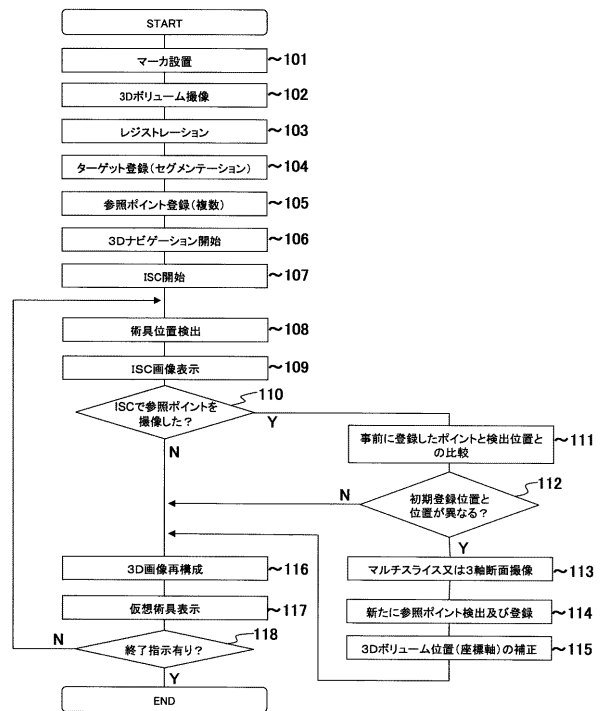 START
マーカ設置 ~101
3Dボリューム撮像 ~102
レジストレーション ~103
ターゲット登録(セグメンテーション) ~104
参照ポイント登録(複数) ~105
3Dナビゲーション開始 ~106
ISC開始 ~107
術具位置検出 ~108
ISC画像表示 ~109
ISCで参照ポイントを
撮像した?
110
Y
N
事前に登録したポイントと検出位置と
の比較
~111
初期登録位置と
位置が異なる?
112
N
Y
マルチスライス又は3軸断面撮像 ~113
新たに参照ポイント検出及び登録 ~114
3Dボリューム位置(座標軸)の補正 ~115
3D画像再構成 ~116
仮想術具表示 ~117
終了指示有り?
118
N
Y
END